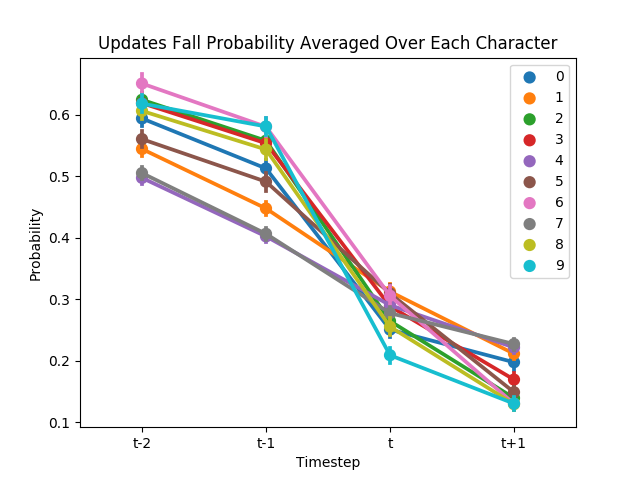 Updates Fall Probability Averaged Over Each Character
Probability
0.6
0.5
0.4
0.3
0.2
0.1
0
1
2
3
4
5
6
7
8
9
t-2
t-1
t
t+1
Timestep